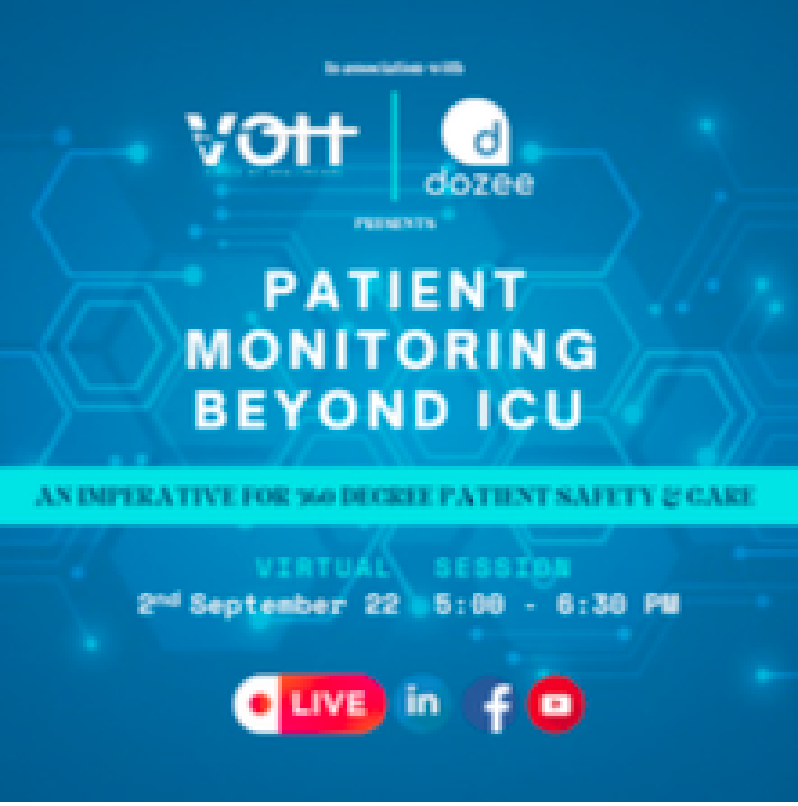 In association with
VOH
dozee
PRESENTS
PATIENT
MONITORING
BEYOND ICU
AN IMPERATIVE FOR 360 DEGREE PATIENT SAFETY & CARE
VIRTUAL SESSION
2nd September 22 5:00 - 6:30 PM
LIVE in f